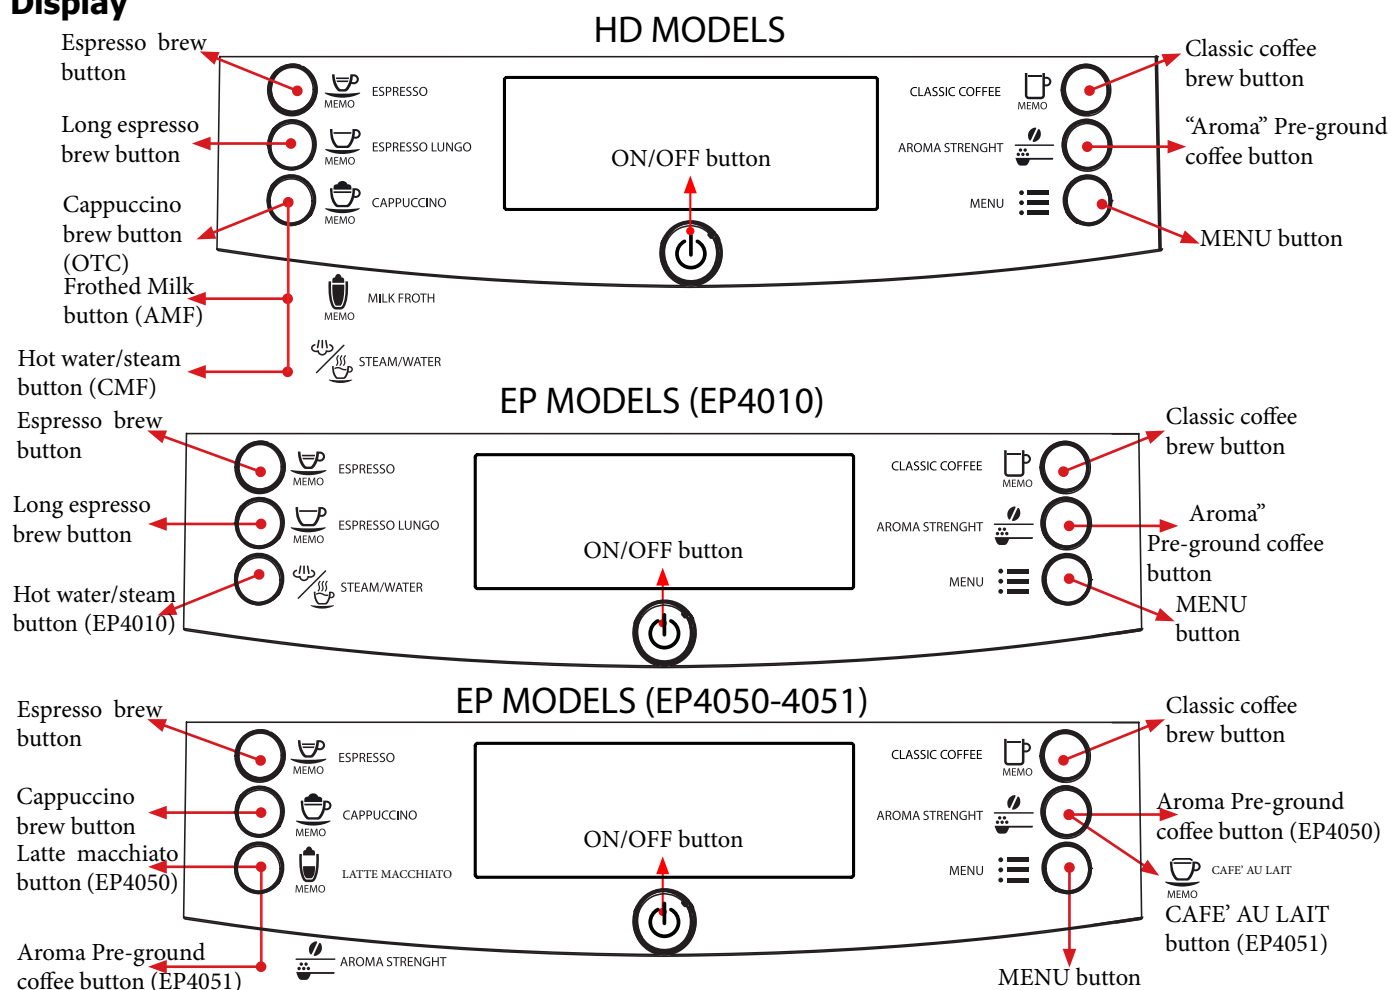 Display
HD MODELS
Espresso brew
button
Long espresso
brew button
Cappuccino
brew button
(OTC)
Frothed Milk
button (AMF)
Hot water/steam
button (CMF)
MEMO
ESPRESSO
MEMO
ESPRESSO LUNGO
MEMO
CAPPUCCINO
MEMO
MILK FROTH
STEAM/WATER
ON/OFF button
CLASSIC COFFEE
MEMO
AROMA STRENGHT
MENU
Classic coffee
brew button
“Aroma” Pre-ground
coffee button
MENU button
EP MODELS (EP4010)
Espresso brew
button
Long espresso
brew button
Hot water/steam
button (EP4010)
MEMO
ESPRESSO
MEMO
ESPRESSO LUNGO
STEAM/WATER
ON/OFF button
CLASSIC COFFEE
MEMO
AROMA STRENGHT
MENU
Classic coffee
brew button
Aroma”
Pre-ground coffee
button
MENU
button
EP MODELS (EP4050-4051)
Espresso brew
button
Cappuccino
brew button
Latte macchiato
button (EP4050)
Aroma Pre-ground
coffee button (EP4051)
MEMO
ESPRESSO
MEMO
CAPPUCCINO
MEMO
LATTE MACCHIATO
AROMA STRENGHT
ON/OFF button
CLASSIC COFFEE
MEMO
AROMA STRENGHT
MENU
Classic coffee
brew button
Aroma Pre-ground
coffee button (EP4050)
CAFE' AU LAIT
MEMO
CAFE’ AU LAIT
button (EP4051)
MENU button